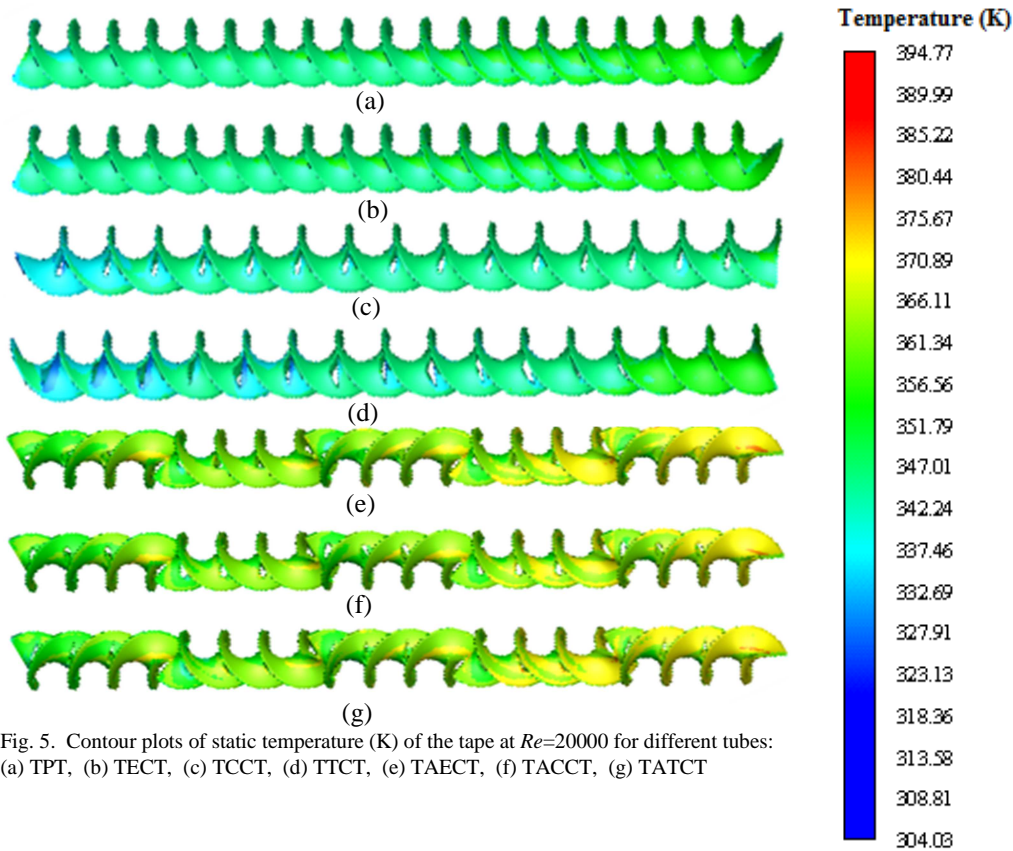 Temperature (K)
394.77
389.99
385.22
380.44
375.67
370.89
366.11
361.34
356.56
351.79
347.01
342.24
337.46
332.69
327.91
323.13
318.36
313.58
308.81
304.03
(a)
(b)
(c)
(d)
(e)
(f)
(g)
Fig. 5. Contour plots of static temperature (K) of the tape at Re=20000 for different tubes:
(a) TPT, (b) TECT, (c) TCCT, (d) TTCT, (e) TAECT, (f) TACCT, (g) TATCT